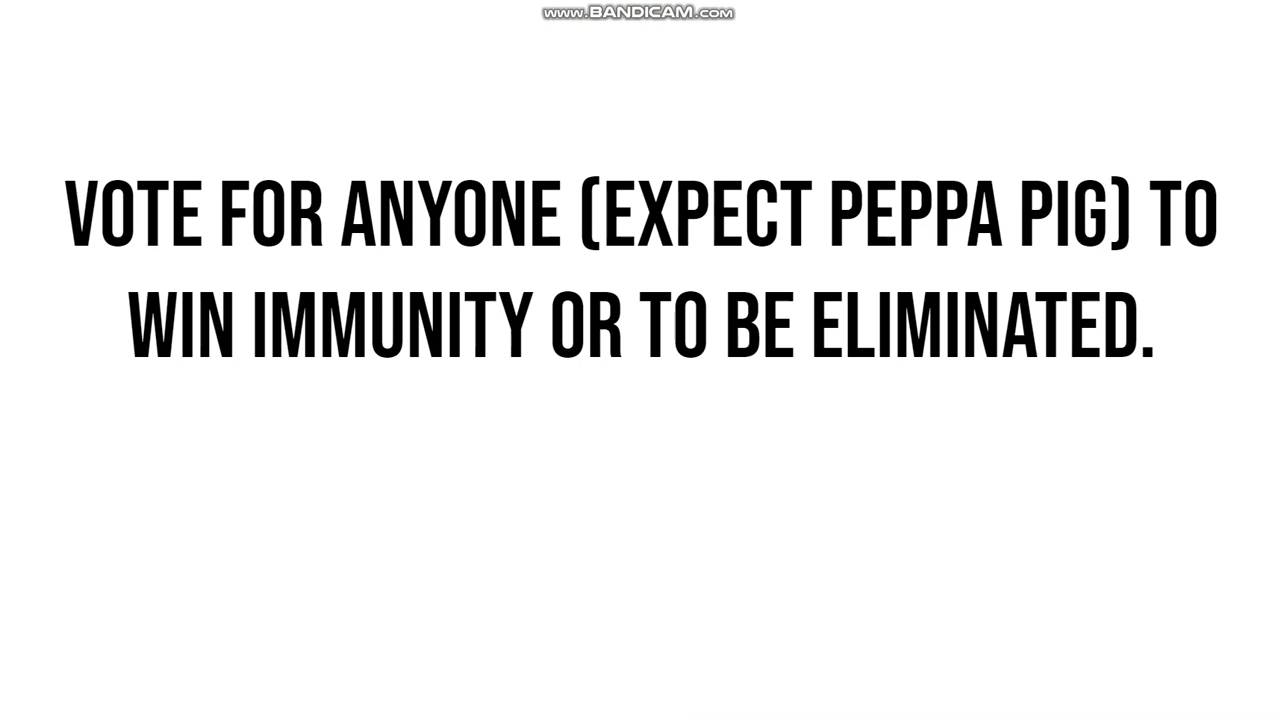 www.BANDICAM.com
VOTE FOR ANYONE (EXPECT PEPPA PIG) TO
WIN IMMUNITY OR TO BE ELIMINATED.